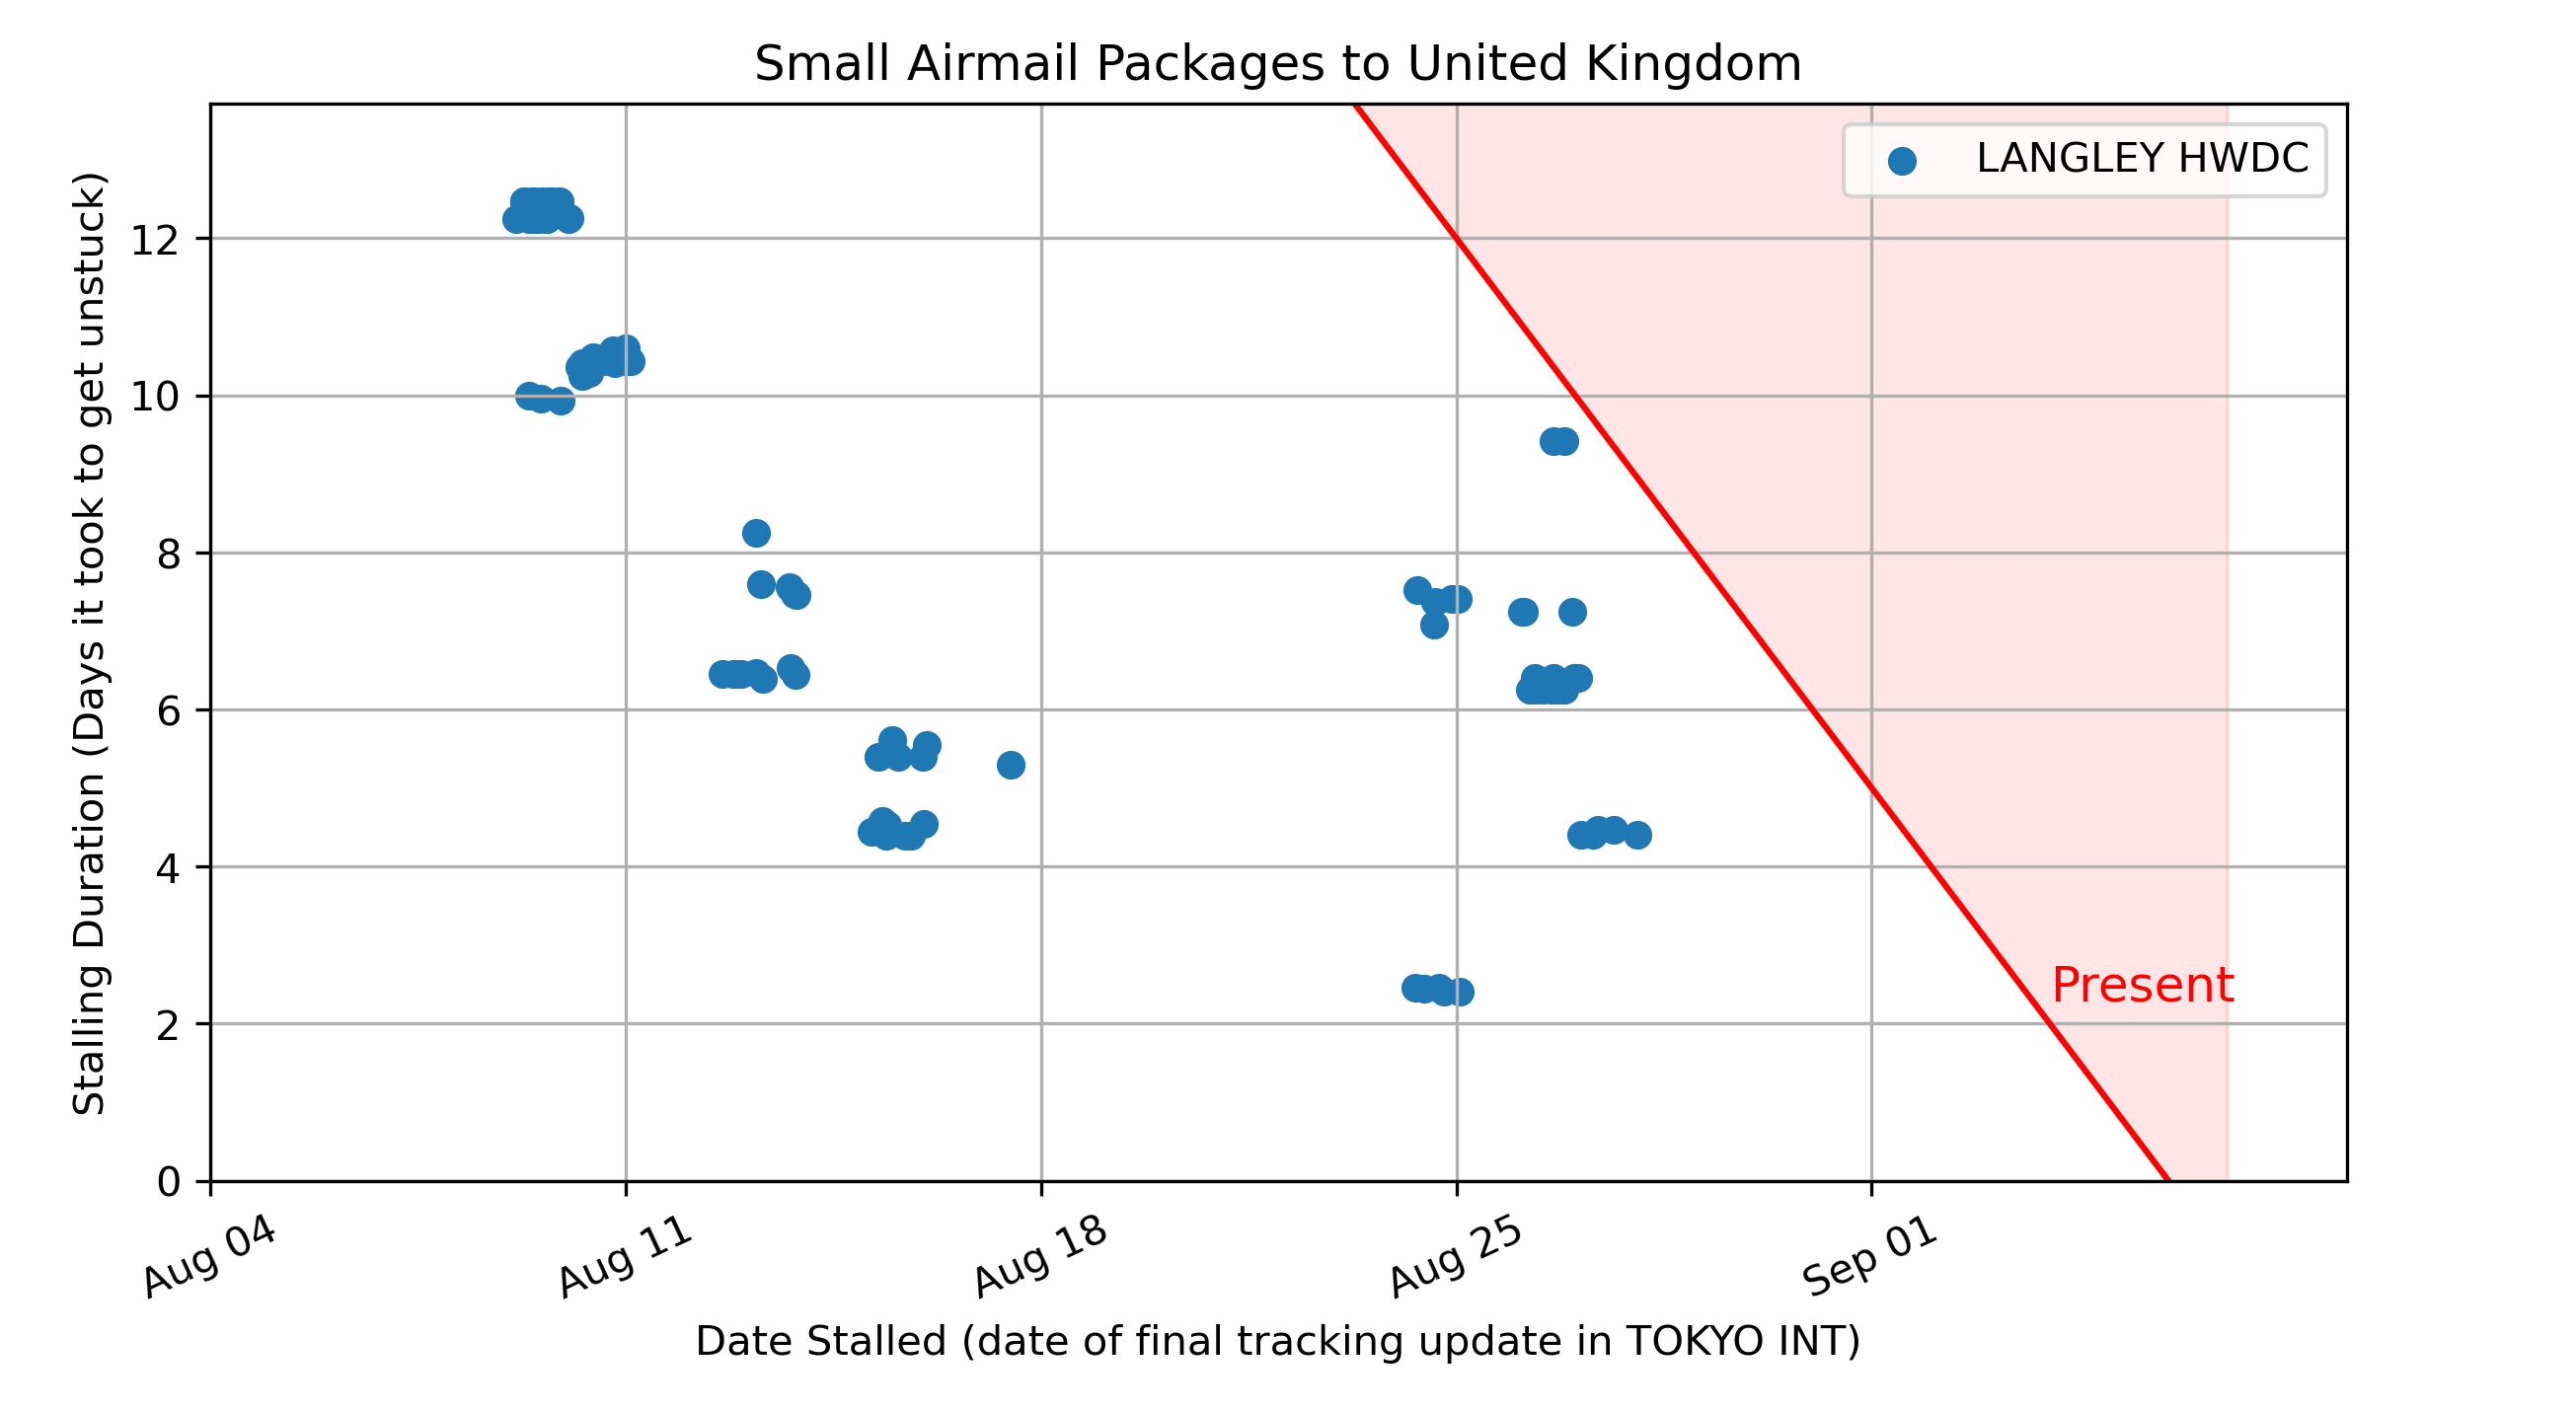 Small Airmail Packages to United Kingdom
LANGLEY HWDC
Stalling Duration (Days it took to get unstuck)
12
10
8
6
4
2
0
Present
Aug 04
Aug 11
Aug 18
Aug 25
Sep 01
Date Stalled (date of final tracking update in TOKYO INT)